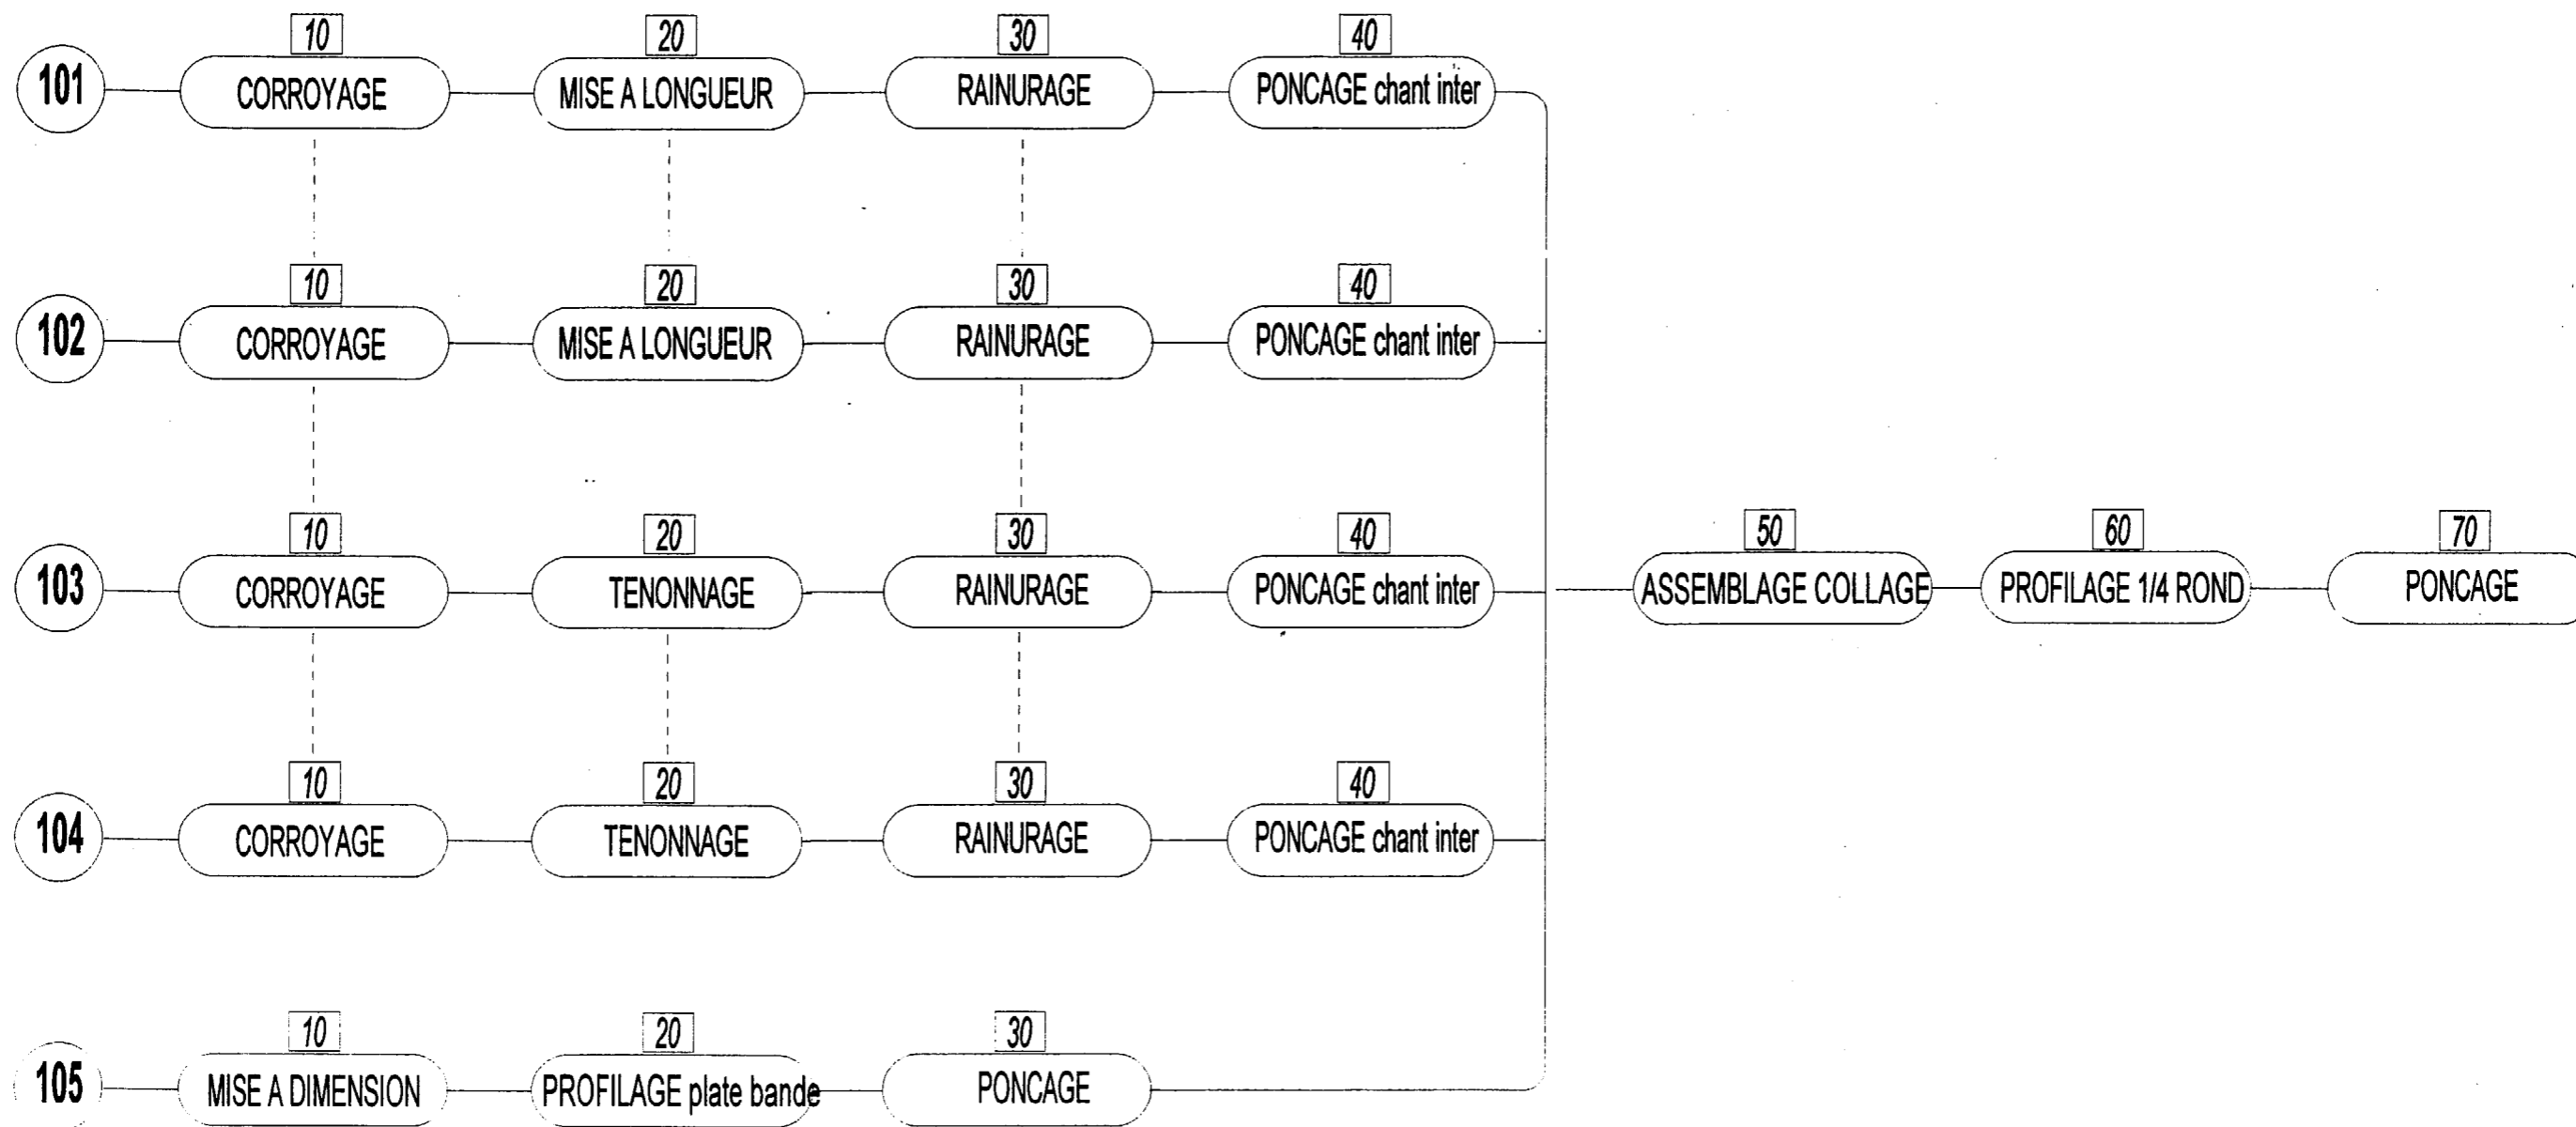 10 20 30 40
101 CORROYAGE MISE A LONGUEUR RAINURAGE PONCAGE chant inter
10 20 30 40
102 CORROYAGE MISE A LONGUEUR RAINURAGE PONCAGE chant inter
10 20 30 40 50 60 70
103 CORROYAGE TENONNAGE RAINURAGE PONCAGE chant inter ASSEMBLAGE COLLAGE PROFILAGE 1/4 ROND PONCAGE
10 20 30 40
104 CORROYAGE TENONNAGE RAINURAGE PONCAGE chant inter
10 20 30
105 MISE A DIMENSION PROFILAGE plate bande PONCAGE